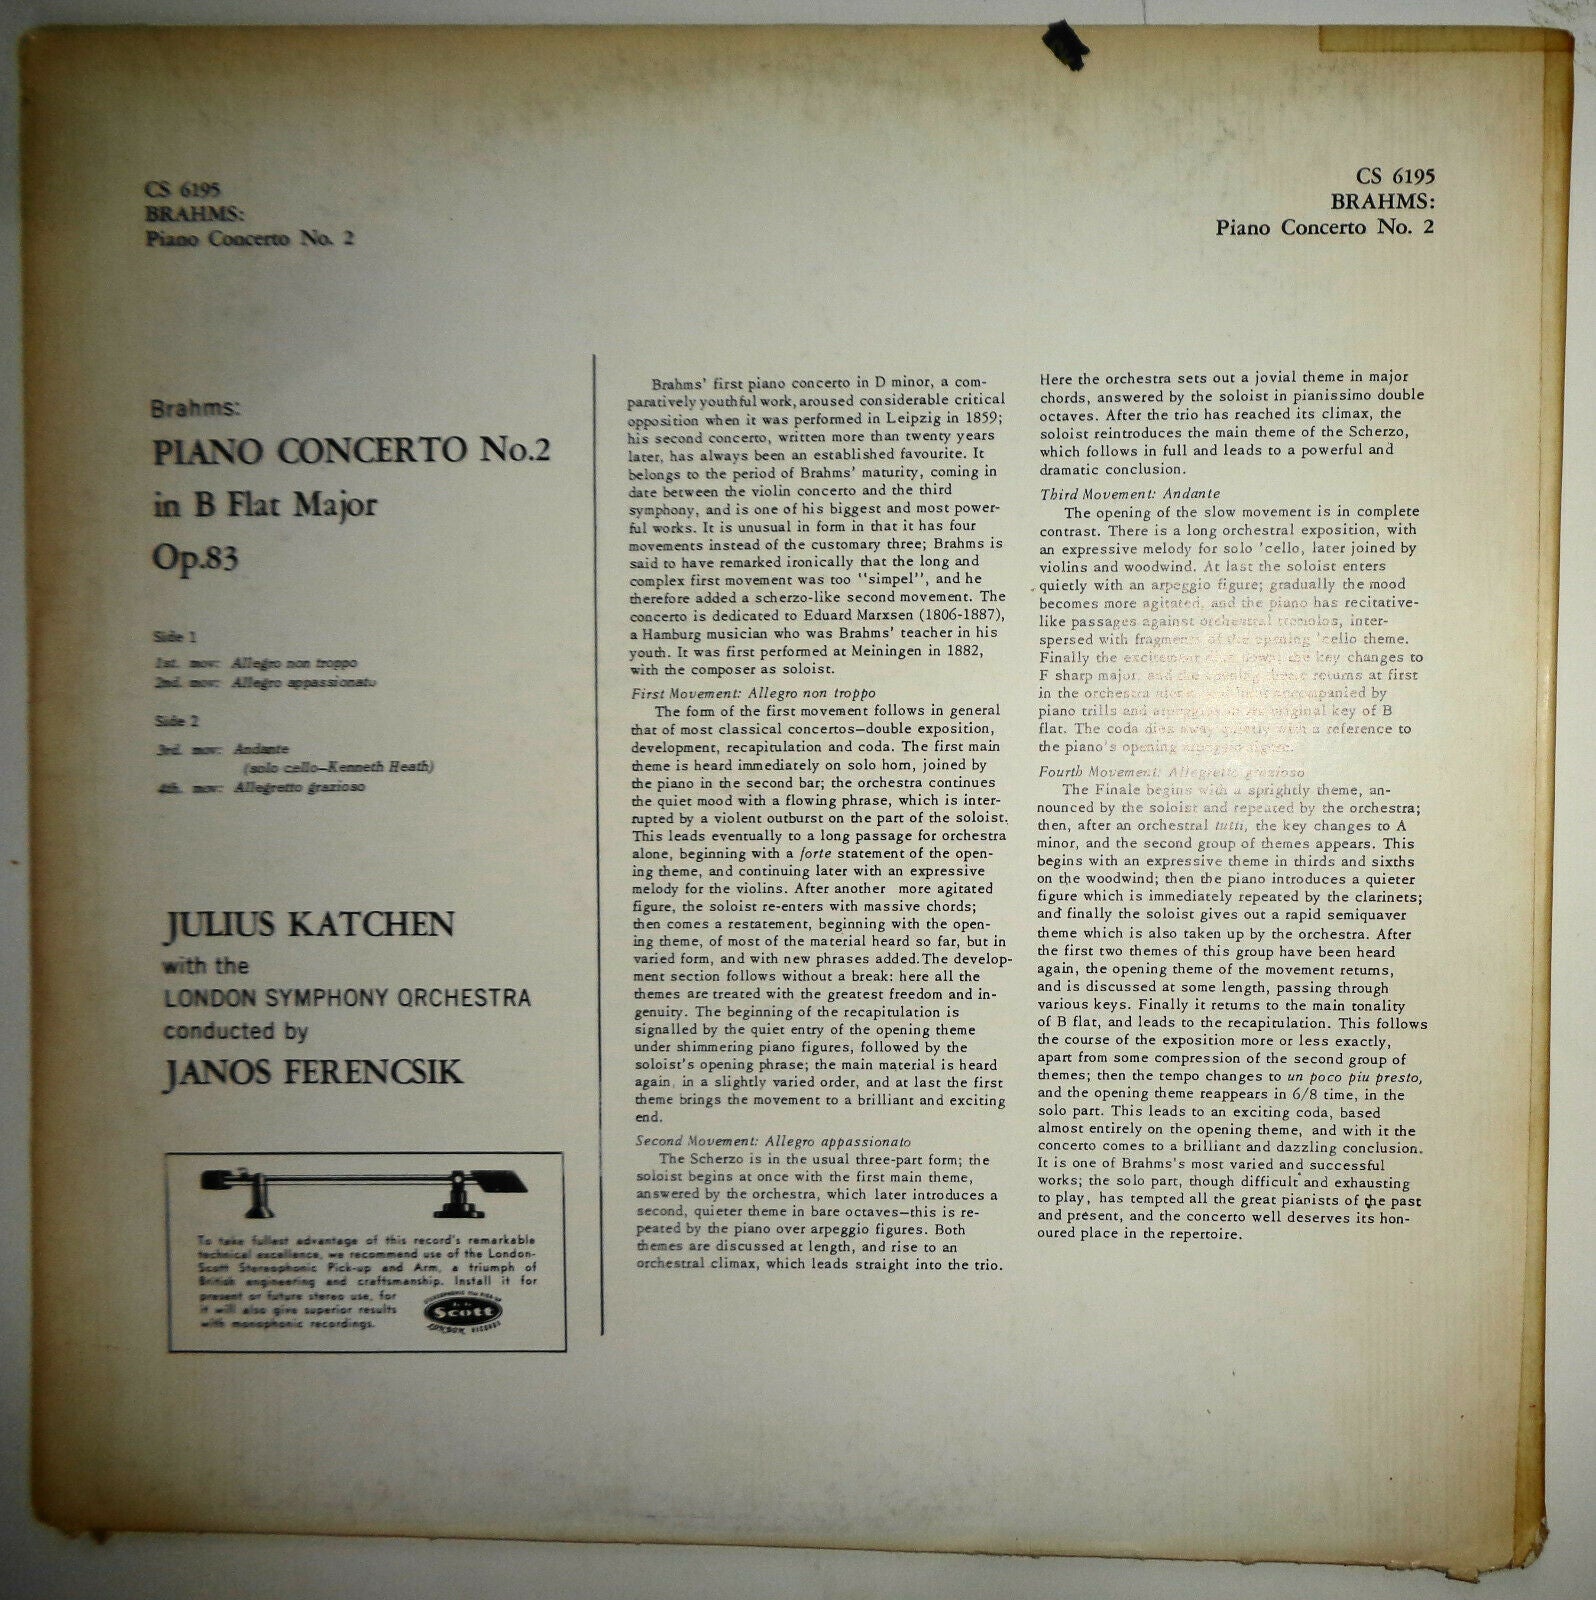 CS 6195
BRAHMS:
Piano Concerto No. 2
CS 6195
BRAHMS:
Piano Concerto No. 2
Brahms:
PIANO CONCERTO No.2
in B Flat Major
Op.83
Side 1
1st. mov: Allegro non troppo
2nd. mov: Allegro appassionato
Side 2
3rd. mov: Andante
(solo cello—Kenneth Heath)
4th. mov: Allegretto grazioso
JULIUS KATCHEN
with the
LONDON SYMPHONY ORCHESTRA
conducted by
JANOS FERENCSIK
To take fullest advantage of this record's remarkable
technical excellence, we recommend use of the London-
Scott Stereophonic Pick-up and Arm, a triumph of
British engineering and craftsmanship. Install it for
present or future stereo use, for
it will also give superior results
with monophonic recordings.
Scott
LONDON RECORDS
Brahms' first piano concerto in D minor, a com-
paratively youthful work, aroused considerable critical
opposition when it was performed in Leipzig in 1859;
his second concerto, written more than twenty years
later, has always been an established favourite. It
belongs to the period of Brahms' maturity, coming in
date between the violin concerto and the third
symphony, and is one of his biggest and most power-
ful works. It is unusual in form in that it has four
movements instead of the customary three; Brahms is
said to have remarked ironically that the long and
complex first movement was too "simpel", and he
therefore added a scherzo-like second movement. The
concerto is dedicated to Eduard Marxsen (1806-1887),
a Hamburg musician who was Brahms' teacher in his
youth. It was first performed at Meiningen in 1882,
with the composer as soloist.
First Movement: Allegro non troppo
The form of the first movement follows in general
that of most classical concertos—double exposition,
development, recapitulation and coda. The first main
theme is heard immediately on solo horn, joined by
the piano in the second bar; the orchestra continues
the quiet mood with a flowing phrase, which is inter-
rupted by a violent outburst on the part of the soloist.
This leads eventually to a long passage for orchestra
alone, beginning with a forte statement of the open-
ing theme, and continuing later with an expressive
melody for the violins. After another more agitated
figure, the soloist re-enters with massive chords;
then comes a restatement, beginning with the open-
ing theme, of most of the material heard so far, but in
varied form, and with new phrases added. The develop-
ment section follows without a break: here all the
themes are treated with the greatest freedom and in-
genuity. The beginning of the recapitulation is
signalled by the quiet entry of the opening theme
under shimmering piano figures, followed by the
soloist's opening phrase; the main material is heard
again, in a slightly varied order, and at last the first
theme brings the movement to a brilliant and exciting
end.
Second Movement: Allegro appassionato
The Scherzo is in the usual three-part form; the
soloist begins at once with the first main theme,
answered by the orchestra, which later introduces a
second, quieter theme in bare octaves—this is re-
peated by the piano over arpeggio figures. Both
themes are discussed at length, and rise to an
orchestral climax, which leads straight into the trio.
Here the orchestra sets out a jovial theme in major
chords, answered by the soloist in pianissimo double
octaves. After the trio has reached its climax, the
soloist reintroduces the main theme of the Scherzo,
which follows in full and leads to a powerful and
dramatic conclusion.
Third Movement: Andante
The opening of the slow movement is in complete
contrast. There is a long orchestral exposition, with
an expressive melody for solo 'cello, later joined by
violins and woodwind. At last the soloist enters
quietly with an arpeggio figure; gradually the mood
becomes more agitated, and the piano has recitative-
like passages against orchestral tremolos, inter-
spersed with fragments of the opening 'cello theme.
Finally the excitement dies down, the key changes to
F sharp major, and the opening theme returns at first
in the orchestra accompanied by
piano trills and original key of B
flat. The coda dies away quietly with a reference to
the piano's opening arpeggio figure.
Fourth Movement: Allegretto grazioso
The Finale begins with a sprightly theme, an-
nounced by the soloist and repeated by the orchestra;
then, after an orchestral tutti, the key changes to A
minor, and the second group of themes appears. This
begins with an expressive theme in thirds and sixths
on the woodwind; then the piano introduces a quieter
figure which is immediately repeated by the clarinets;
and finally the soloist gives out a rapid semiquaver
theme which is also taken up by the orchestra. After
the first two themes of this group have been heard
again, the opening theme of the movement returns,
and is discussed at some length, passing through
various keys. Finally it returns to the main tonality
of B flat, and leads to the recapitulation. This follows
the course of the exposition more or less exactly,
apart from some compression of the second group of
themes; then the tempo changes to un poco piu presto,
and the opening theme reappears in 6/8 time, in the
solo part. This leads to an exciting coda, based
almost entirely on the opening theme, and with it the
concerto comes to a brilliant and dazzling conclusion.
It is one of Brahms's most varied and successful
works; the solo part, though difficult and exhausting
to play, has tempted all the great pianists of the past
and present, and the concerto well deserves its hon-
oured place in the repertoire.